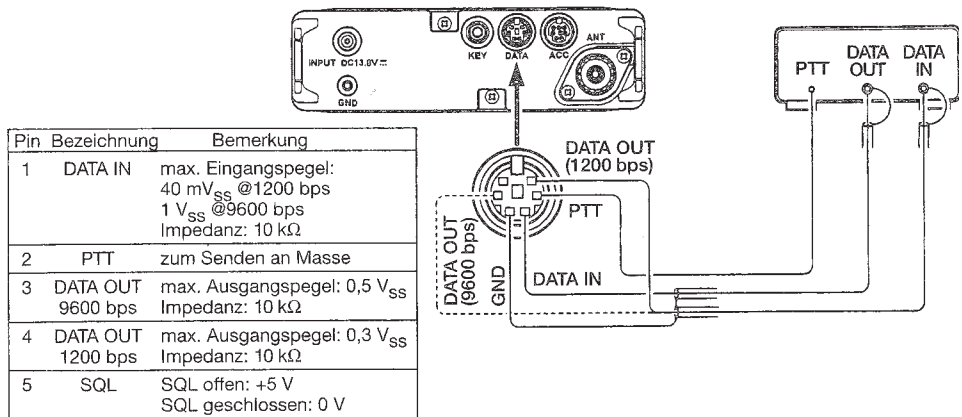 KEY DATA ACC ANT
INPUT DC13.8V
GND
PTT DATA OUT DATA IN
DATA OUT
(1200 bps)
PTT
DATA OUT
(9600 bps)
GND
DATA IN
Pin Bezeichnung Bemerkung
1 DATA IN max. Eingangspegel:
40 mVSS @1200 bps
1 VSS @9600 bps
Impedanz: 10 kΩ
2 PTT zum Senden an Masse
3 DATA OUT max. Ausgangspegel: 0,5 VSS
9600 bps Impedanz: 10 kΩ
4 DATA OUT max. Ausgangspegel: 0,3 VSS
1200 bps Impedanz: 10 kΩ
5 SQL SQL offen: +5 V
SQL geschlossen: 0 V